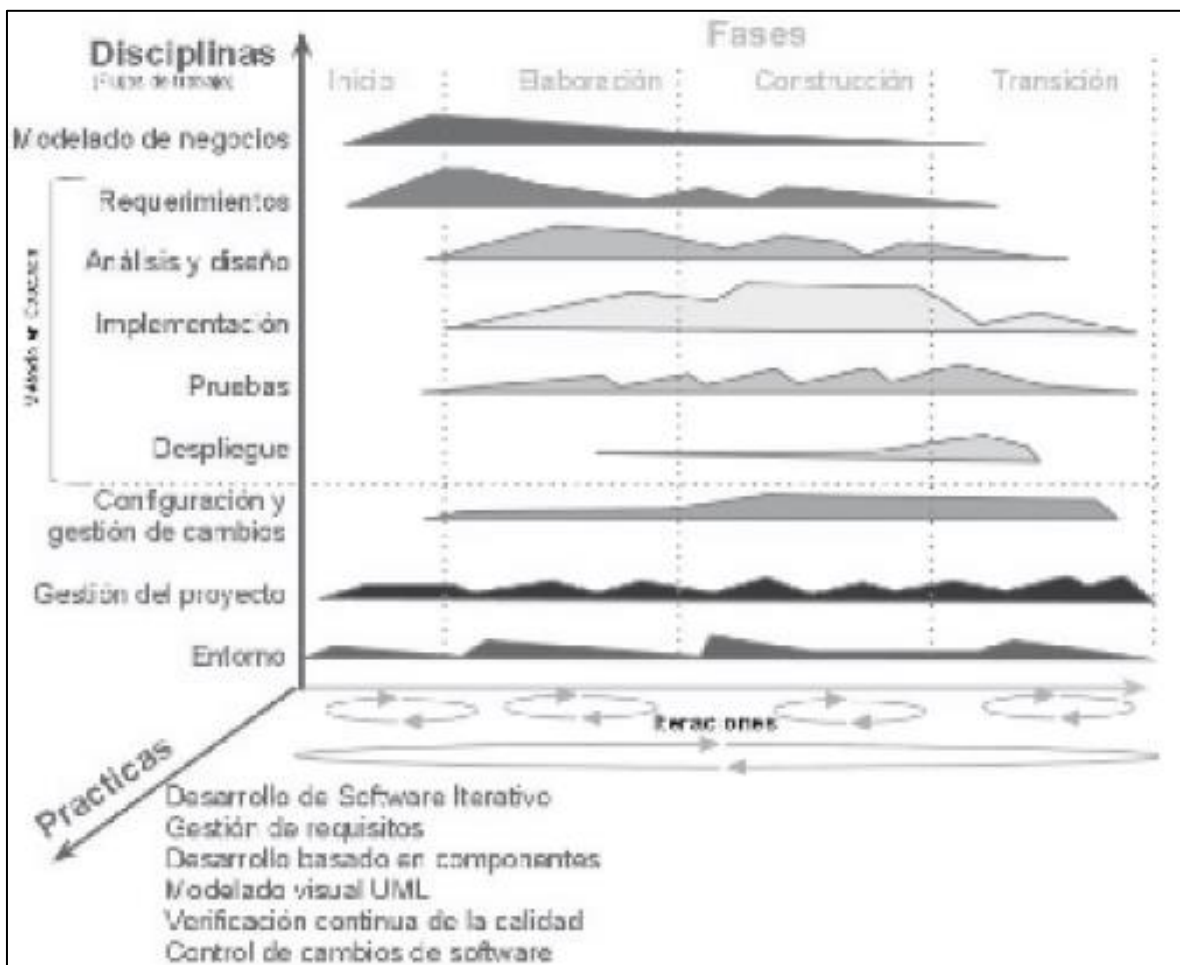 Disciplinas
Fases
Inicio
Elaboración
Construcción
Transición
Modelado de negocios
Requerimientos
Análisis y diseño
Implementación
Pruebas
Despliegue
Configuración y
gestión de cambios
Gestión del proyecto
Entorno
Iteraciones
Practicas
Desarrollo de Software Iterativo
Gestión de requisitos
Desarrollo basado en componentes
Modelado visual UML
Verificación continua de la calidad
Control de cambios de software